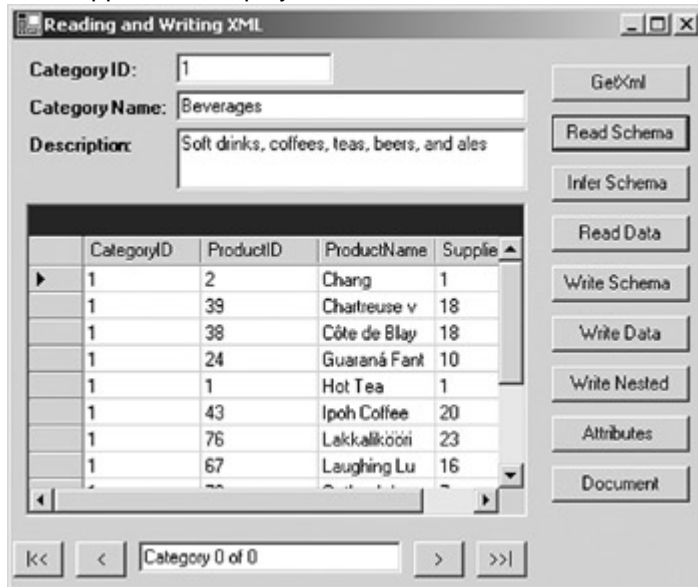 Reading and Writing XML
Category ID: 1
GetXml
Category Name: Beverages
Read Schema
Description: Soft drinks, coffees, teas, beers, and ales
Infer Schema
Read Data
CategoryID ProductID ProductName Supplie
1 2 Chang 1
Write Schema
1 39 Chartreuse v 18
1 38 Côte de Blay 18
Write Data
1 24 Guaraná Fant 10
1 1 Hot Tea 1
Write Nested
1 43 Ipoh Coffee 20
1 76 Lakkalikööri 23
Attributes
1 67 Laughing Lu 16
Document
|<< < Category 0 of 0 > >>|